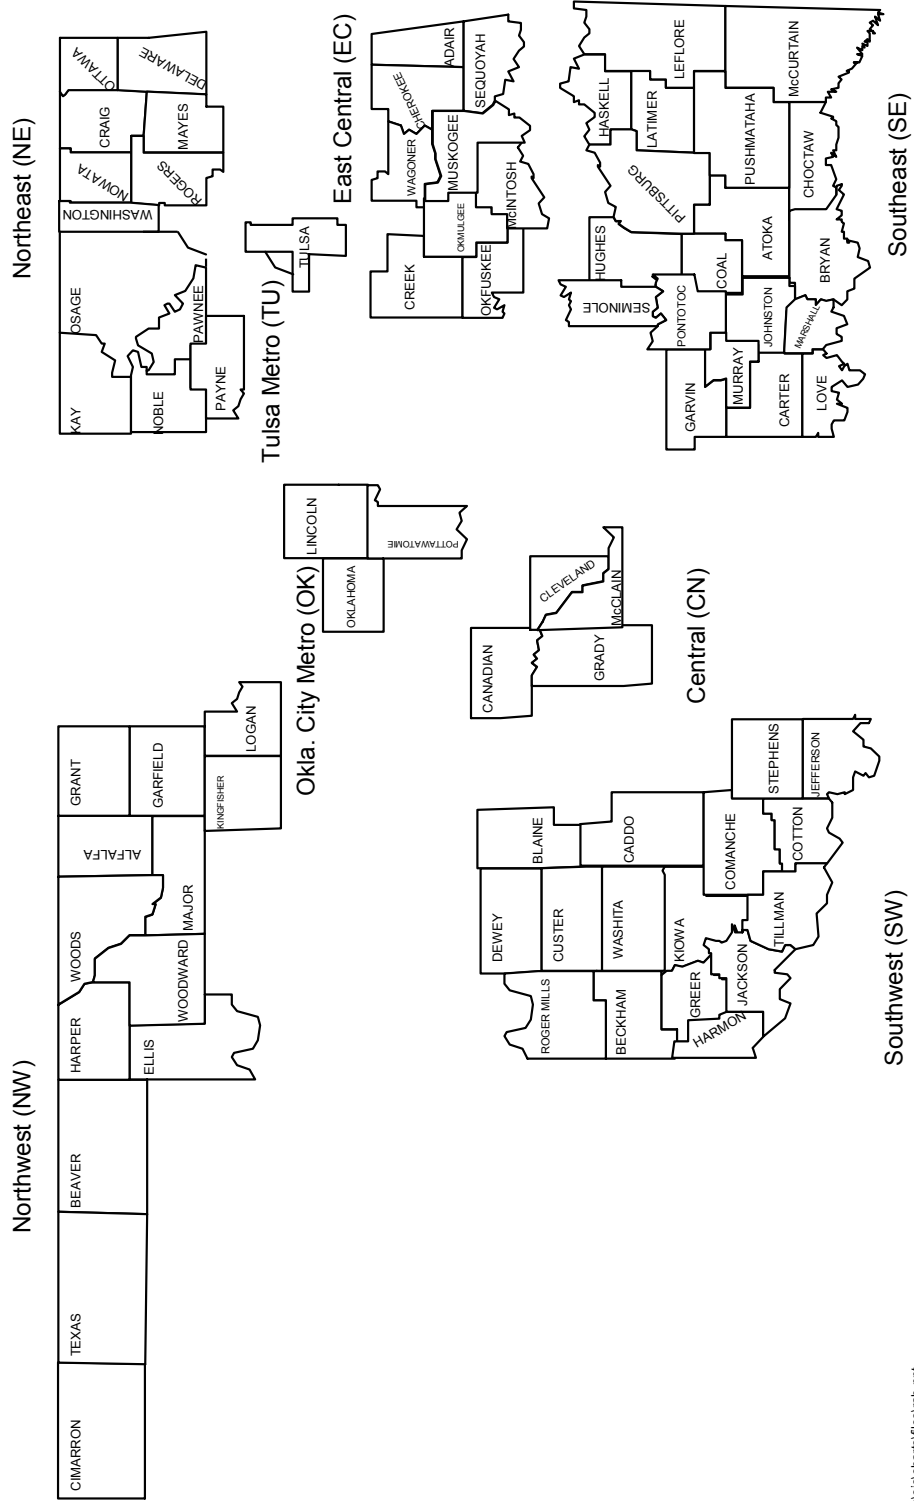 Northwest (NW)
CIMARRON
TEXAS
BEAVER
HARPER
ELLIS
WOODS
WOODWARD
ALFALFA
MAJOR
GRANT
GARFIELD
KINGFISHER
LOGAN
Northeast (NE)
KAY
NOBLE
PAYNE
OSAGE
PAWNEE
WASHINGTON
NOWATA
ROGERS
CRAIG
MAYES
OTTAWA
DELAWARE
Tulsa Metro (TU)
TULSA
Okla. City Metro (OK)
OKLAHOMA
LINCOLN
POTTAWATOMIE
East Central (EC)
CREEK
OKFUSKEE
OKMULGEE
WAGONER
MUSKOGEE
McINTOSH
CHEROKEE
ADAIR
SEQUOYAH
Central (CN)
CANADIAN
GRADY
CLEVELAND
McCLAIN
Southwest (SW)
ROGER MILLS
BECKHAM
DEWEY
CUSTER
WASHITA
KIOWA
GREER
HARMON
JACKSON
TILLMAN
BLAINE
CADDO
COMANCHE
COTTON
STEPHENS
JEFFERSON
Southeast (SE)
GARVIN
MURRAY
CARTER
LOVE
SEMINOLE
PONTOTOC
JOHNSTON
MARSHALL
HUGHES
COAL
ATOKA
BRYAN
PITTSBURG
HASKELL
LATIMER
PUSHMATAHA
CHOCTAW
LEFLORE
McCURTAIN